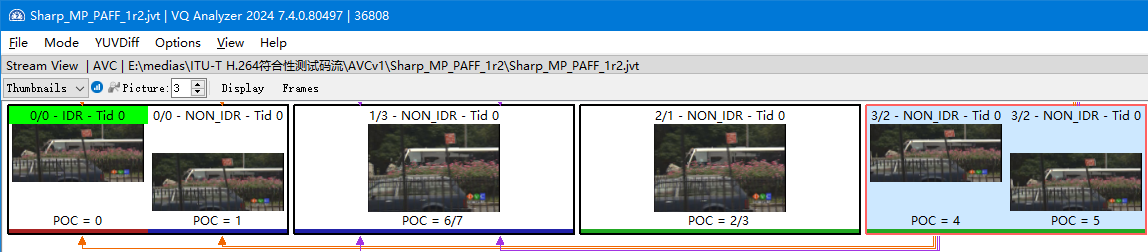 Sharp_MP_PAFF_1r2.jvt | VQ Analyzer 2024 7.4.0.80497 | 36808
File Mode YUVDiff Options View Help
Stream View | AVC | E:\medias\ITU-T H.264符合性测试码流\AVCv1\Sharp_MP_PAFF_1r2\Sharp_MP_PAFF_1r2.jvt
Thumbnails Picture: 3 Display Frames
0/0 - IDR - Tid 0 0/0 - NON_IDR - Tid 0 1/3 - NON_IDR - Tid 0 2/1 - NON_IDR - Tid 0 3/2 - NON_IDR - Tid 0 3/2 - NON_IDR - Tid 0
POC = 0 POC = 1 POC = 6/7 POC = 2/3 POC = 4 POC = 5